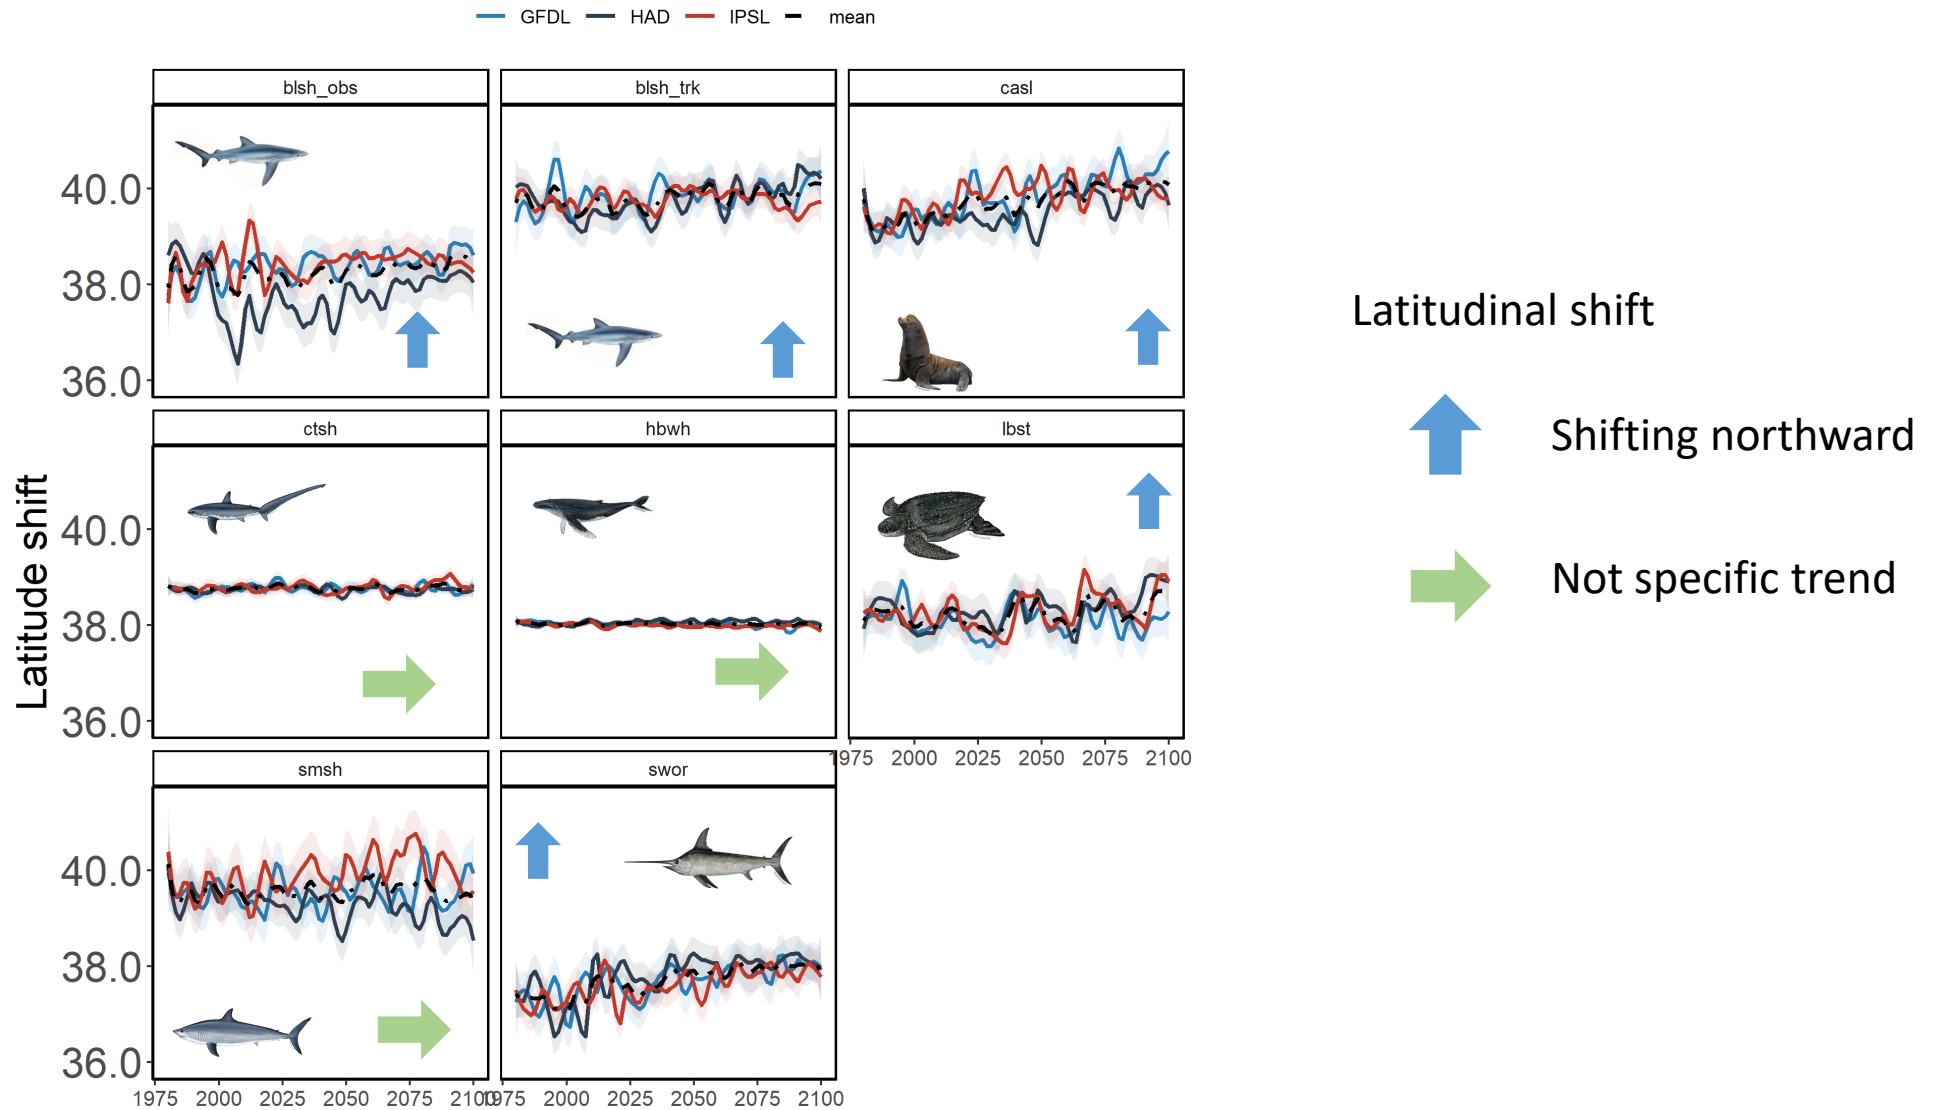 GFDL HAD IPSL mean
blsh_obs blsh_trk casl
40.0
38.0
36.0
Latitudinal shift
Shifting northward
Not specific trend
Latitude shift
ctsh hbwh lbst
40.0
38.0
36.0
1975 2000 2025 2050 2075 2100
smsh swor
40.0
38.0
36.0
1975 2000 2025 2050 2075 2100
1975 2000 2025 2050 2075 2100